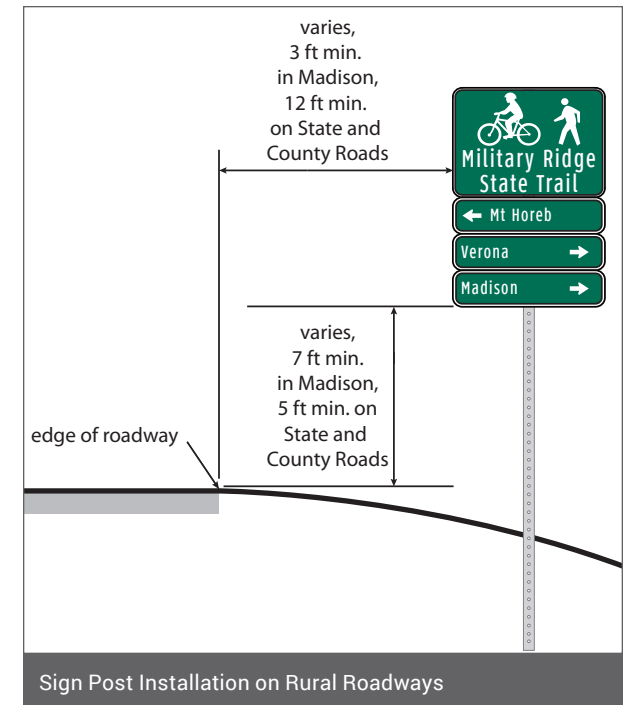 varies,
3 ft min.
in Madison,
12 ft min.
on State and
County Roads
Military Ridge
State Trail
Mt Horeb
Verona
Madison
varies,
7 ft min.
in Madison,
5 ft min. on
State and
County Roads
edge of roadway
Sign Post Installation on Rural Roadways